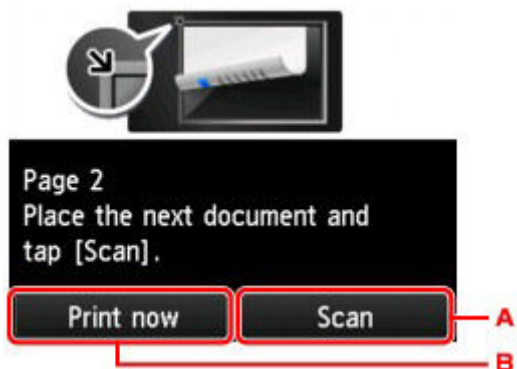 Page 2
Place the next document and
tap [Scan].
Print now
Scan
A
B